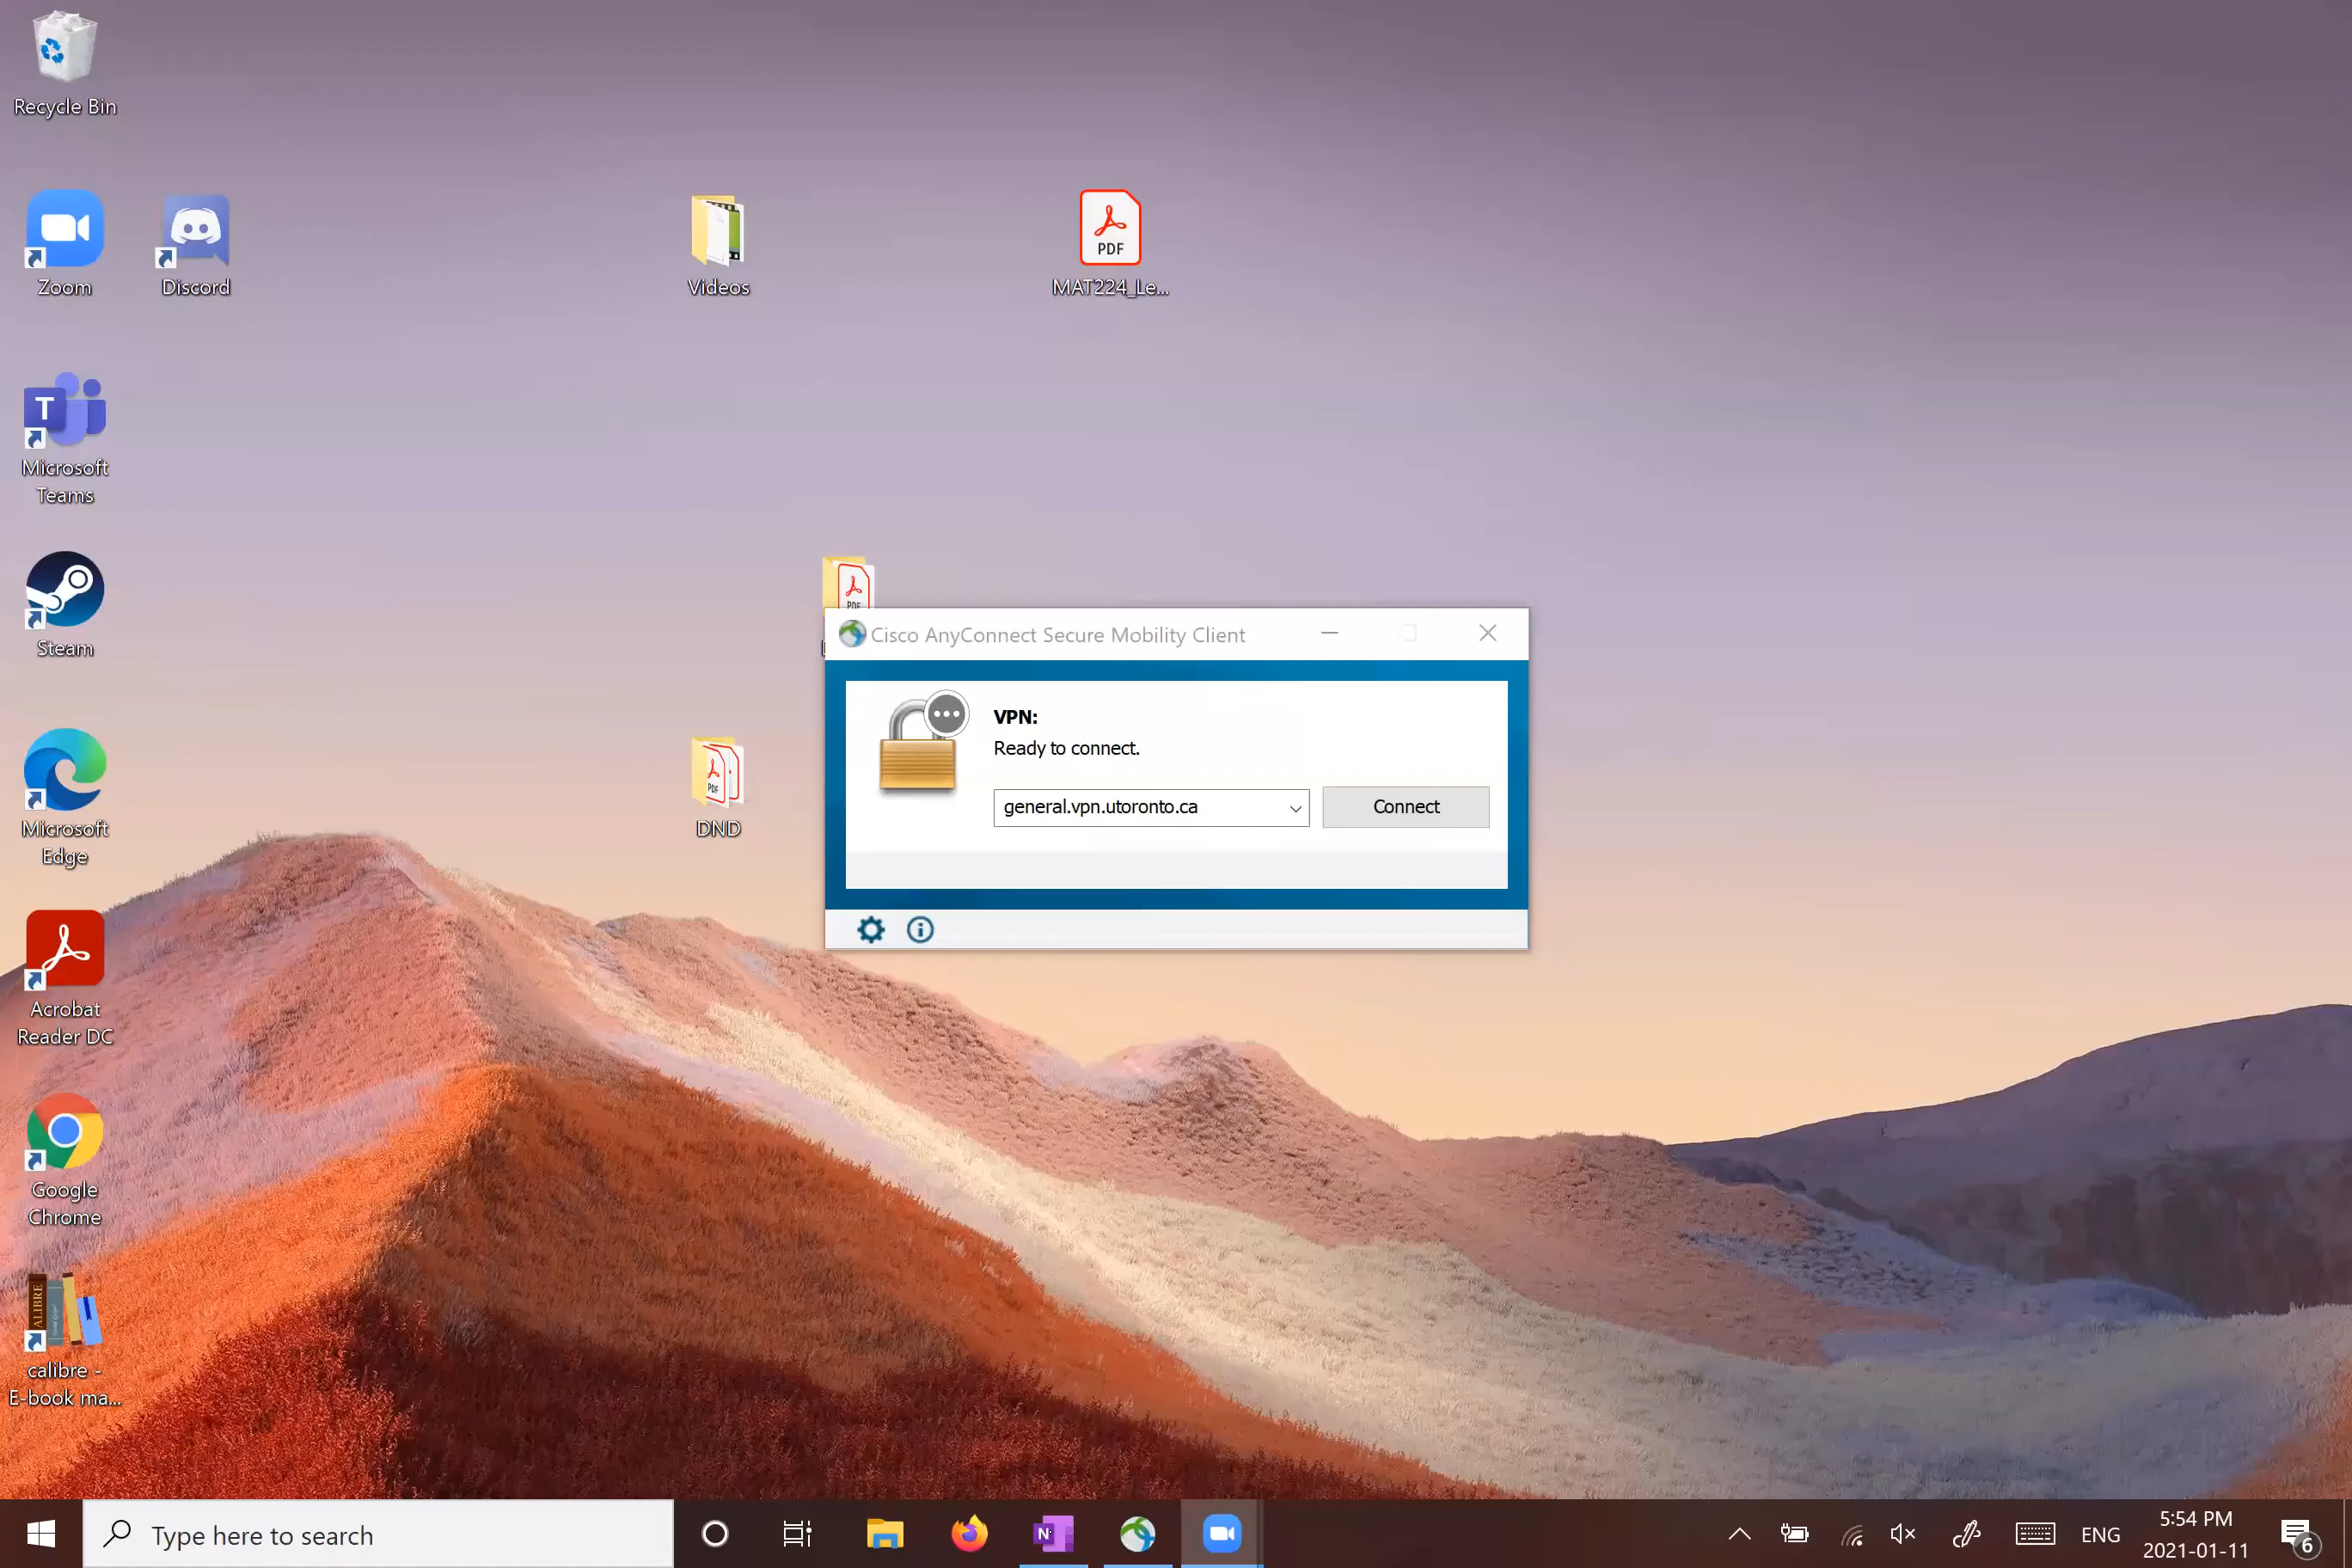 Recycle Bin
Zoom
Discord
Videos
PDF
MAT224_Le...
T
Microsoft
Teams
Steam
PDF
Cisco AnyConnect Secure Mobility Client
VPN:
Ready to connect.
general.vpn.utoronto.ca
Connect
PDF
DND
Microsoft
Edge
Acrobat
Reader DC
Google
Chrome
calibre -
E-book ma...
Type here to search
N
ENG
5:54 PM
2021-01-11
6